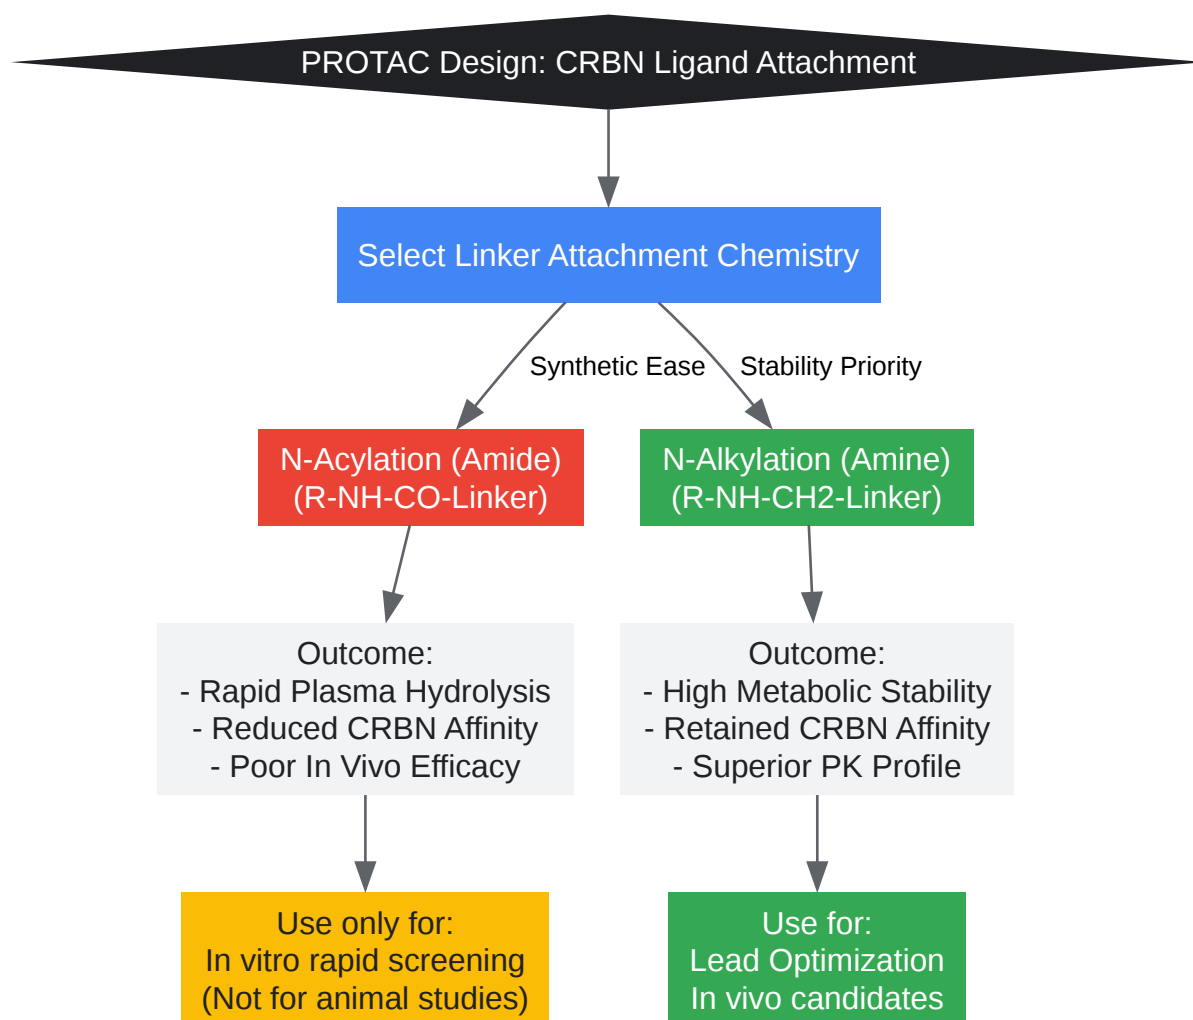 PROTAC Design: CRBN Ligand Attachment
Select Linker Attachment Chemistry
Synthetic Ease
Stability Priority
N-Acylation (Amide)
(R-NH-CO-Linker)
N-Alkylation (Amine)
(R-NH-CH2-Linker)
Outcome:
- Rapid Plasma Hydrolysis
- Reduced CRBN Affinity
- Poor In Vivo Efficacy
Outcome:
- High Metabolic Stability
- Retained CRBN Affinity
- Superior PK Profile
Use only for:
In vitro rapid screening
(Not for animal studies)
Use for:
Lead Optimization
In vivo candidates